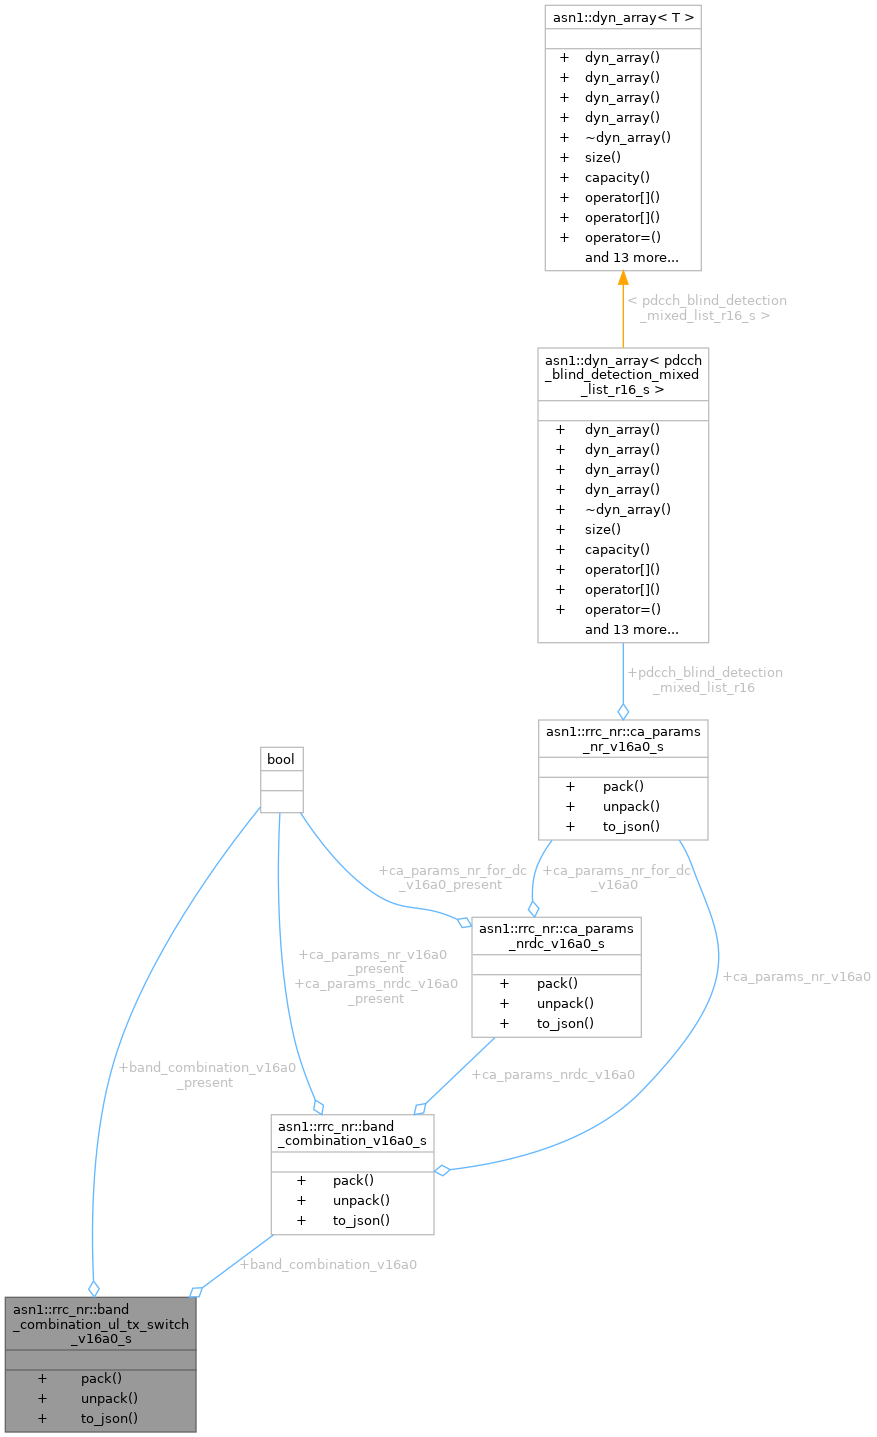 asn1::dyn_array< T >
+ dyn_array()
+ dyn_array()
+ dyn_array()
+ dyn_array()
+ ~dyn_array()
+ size()
+ capacity()
+ operator[]()
+ operator[]()
+ operator=()
and 13 more...
< pdcch_blind_detection
_mixed_list_r16_s >
asn1::dyn_array< pdcch
_blind_detection_mixed
_list_r16_s >
+ dyn_array()
+ dyn_array()
+ dyn_array()
+ dyn_array()
+ ~dyn_array()
+ size()
+ capacity()
+ operator[]()
+ operator[]()
+ operator=()
and 13 more...
+pdcch_blind_detection
_mixed_list_r16
asn1::rrc_nr::ca_params
_nr_v16a0_s
+ pack()
+ unpack()
+ to_json()
bool
+ca_params_nr_for_dc
_v16a0_present
+ca_params_nr_for_dc
_v16a0
asn1::rrc_nr::ca_params
_nrdc_v16a0_s
+ pack()
+ unpack()
+ to_json()
+ca_params_nr_v16a0
_present
+ca_params_nrdc_v16a0
_present
+ca_params_nr_v16a0
+band_combination_v16a0
_present
+ca_params_nrdc_v16a0
asn1::rrc_nr::band
_combination_v16a0_s
+ pack()
+ unpack()
+ to_json()
+band_combination_v16a0
asn1::rrc_nr::band
_combination_ul_tx_switch
_v16a0_s
+ pack()
+ unpack()
+ to_json()